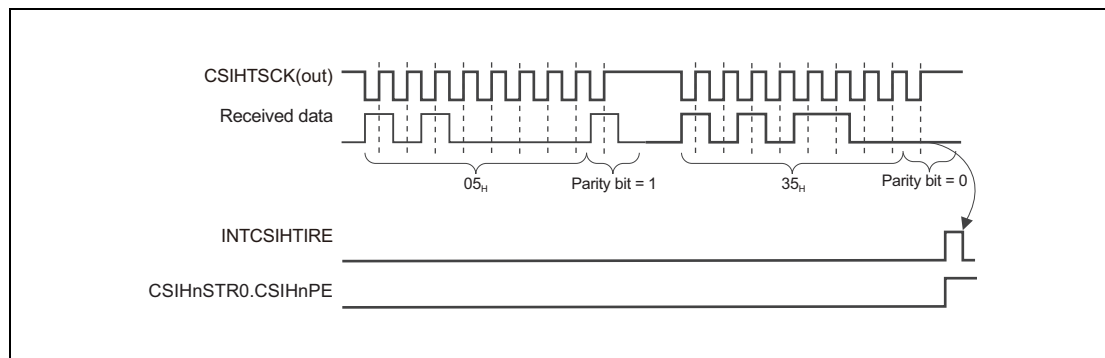 CSIHTSCK(out)
Received data
05H Parity bit = 1 35H Parity bit = 0
INTCSIHTIRE
CSIHnSTR0.CSIHnPE